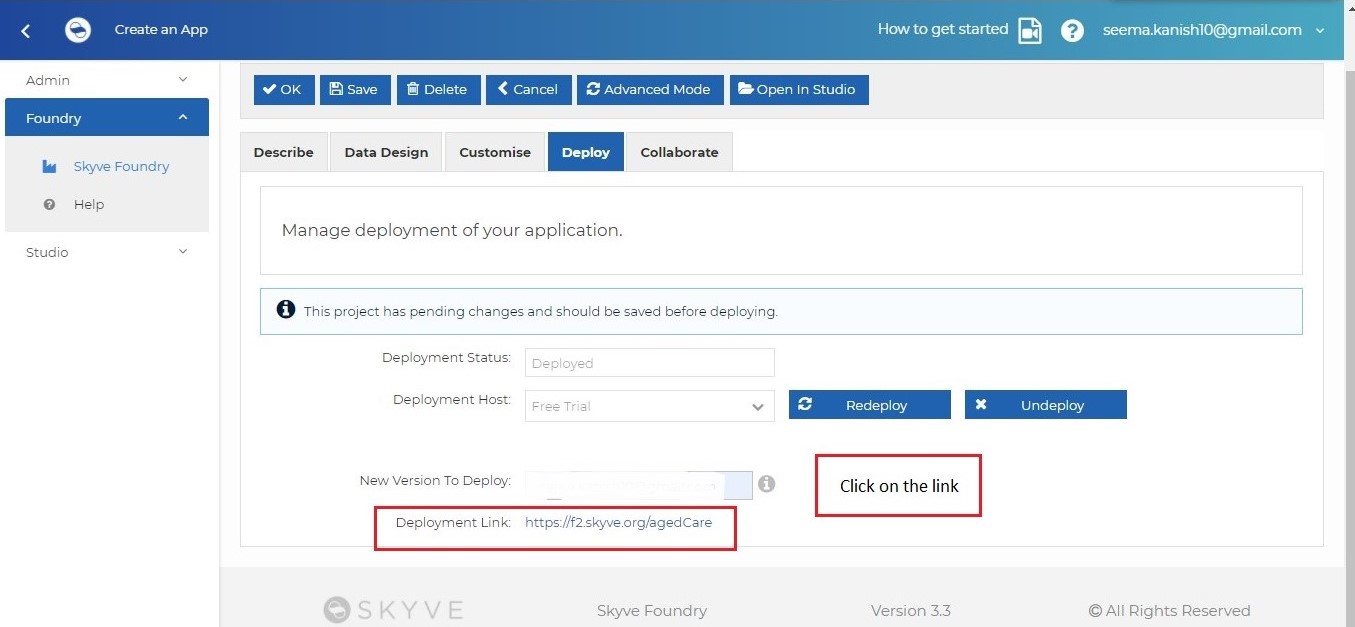 Create an App
How to get started
seema.kanish10@gmail.com
Admin
Foundry
Skyve Foundry
Help
Studio
OK
Save
Delete
Cancel
Advanced Mode
Open In Studio
Describe
Data Design
Customise
Deploy
Collaborate
Manage deployment of your application.
This project has pending changes and should be saved before deploying.
Deployment Status: Deployed
Deployment Host: Free Trial
Redeploy
Undeploy
New Version To Deploy:
Click on the link
Deployment Link: https://f2.skyve.org/agedCare
SKYVE
Skyve Foundry
Version 3.3
© All Rights Reserved